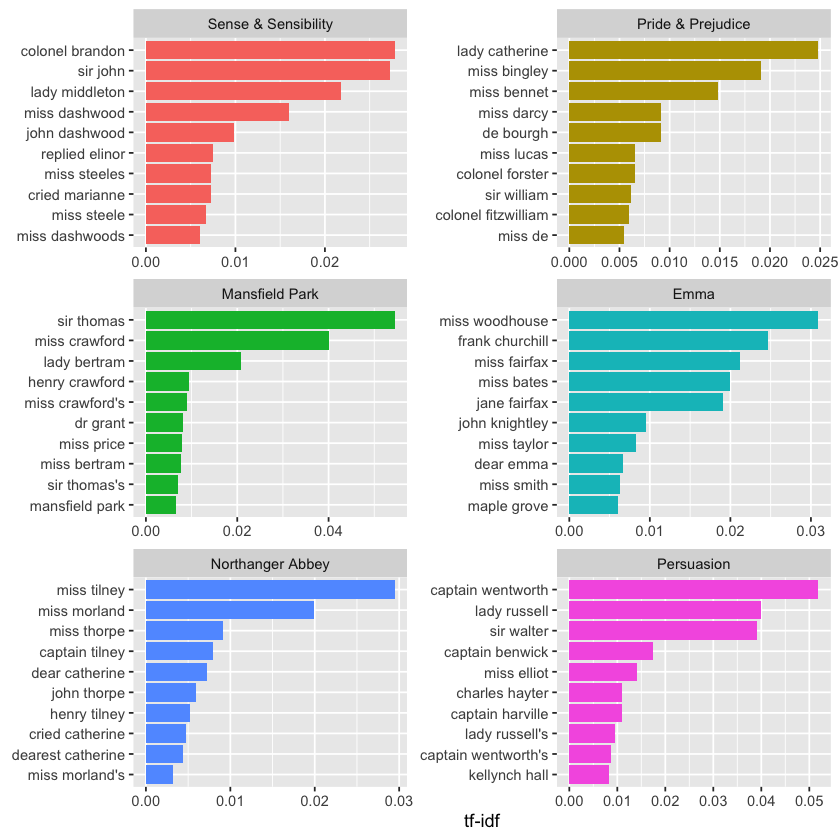 Sense & Sensibility
colonel brandon
sir john
lady middleton
miss dashwood
john dashwood
replied elinor
miss steeles
cried marianne
miss steele
miss dashwoods
0.00 0.01 0.02
Pride & Prejudice
lady catherine
miss bingley
miss bennet
miss darcy
de bourgh
miss lucas
colonel forster
sir william
colonel fitzwilliam
miss de
0.000 0.005 0.010 0.015 0.020 0.025
Mansfield Park
sir thomas
miss crawford
lady bertram
henry crawford
miss crawford's
dr grant
miss price
miss bertram
sir thomas's
mansfield park
0.00 0.02 0.04
Emma
miss woodhouse
frank churchill
miss fairfax
miss bates
jane fairfax
john knightley
miss taylor
dear emma
miss smith
maple grove
0.00 0.01 0.02 0.03
Northanger Abbey
miss tilney
miss morland
miss thorpe
captain tilney
dear catherine
john thorpe
henry tilney
cried catherine
dearest catherine
miss morland's
0.00 0.01 0.02 0.03
Persuasion
captain wentworth
lady russell
sir walter
captain benwick
miss elliot
charles hayter
captain harville
lady russell's
captain wentworth's
kellynch hall
0.00 0.01 0.02 0.03 0.04 0.05
tf-idf